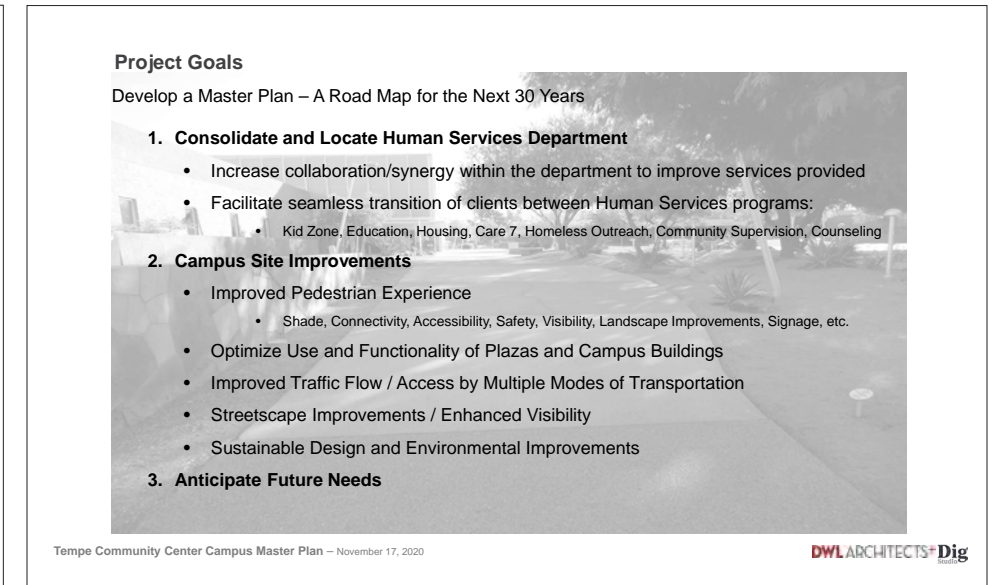 Project Goals
Develop a Master Plan – A Road Map for the Next 30 Years
1. Consolidate and Locate Human Services Department
• Increase collaboration/synergy within the department to improve services provided
• Facilitate seamless transition of clients between Human Services programs:
• Kid Zone, Education, Housing, Care 7, Homeless Outreach, Community Supervision, Counseling
2. Campus Site Improvements
• Improved Pedestrian Experience
• Shade, Connectivity, Accessibility, Safety, Visibility, Landscape Improvements, Signage, etc.
• Optimize Use and Functionality of Plazas and Campus Buildings
• Improved Traffic Flow / Access by Multiple Modes of Transportation
• Streetscape Improvements / Enhanced Visibility
• Sustainable Design and Environmental Improvements
3. Anticipate Future Needs
Tempe Community Center Campus Master Plan – November 17, 2020
DWL ARCHITECTS+ Dig
Studio